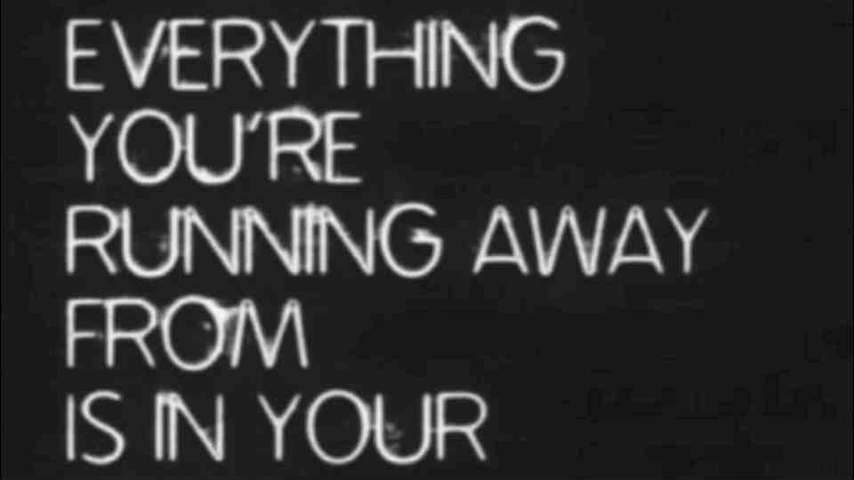 EVERYTHING
YOU'RE
RUNNING AWAY
FROM
IS IN YOUR